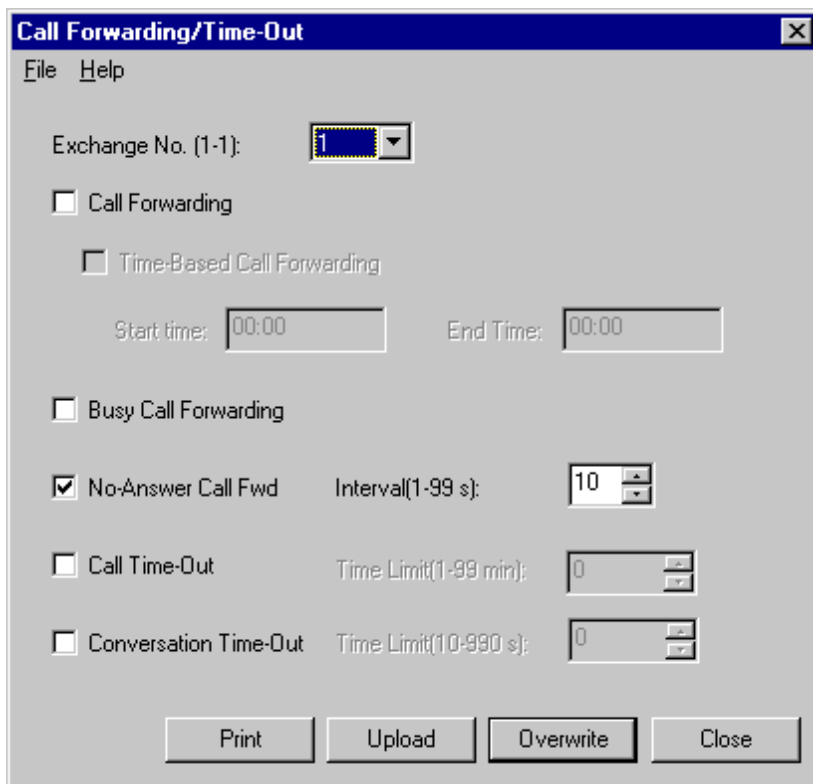 Call Forwarding/Time-Out
File Help
Exchange No. (1-1): 1
Call Forwarding
Time-Based Call Forwarding
Start time: 00:00 End Time: 00:00
Busy Call Forwarding
No-Answer Call Fwd Interval(1-99 s): 10
Call Time-Out Time Limit(1-99 min): 0
Conversation Time-Out Time Limit(10-990 s): 0
Print Upload Overwrite Close